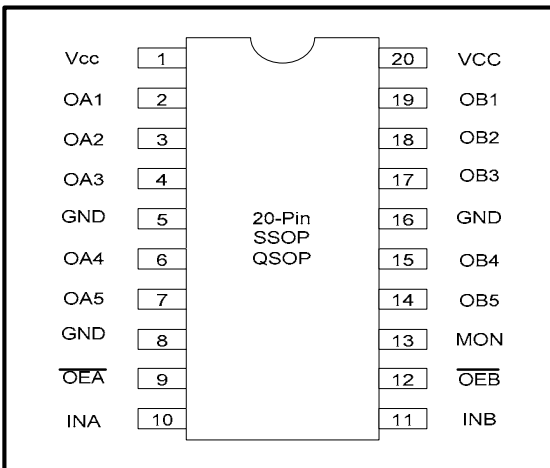 Vcc 1 20 VCC
OA1 2 19 OB1
OA2 3 18 OB2
OA3 4 17 OB3
GND 5 16 GND
20-Pin
SSOP
QSOP
OA4 6 15 OB4
OA5 7 14 OB5
GND 8 13 MON
O̅E̅A̅ 9 12 O̅E̅B̅
INA 10 11 INB